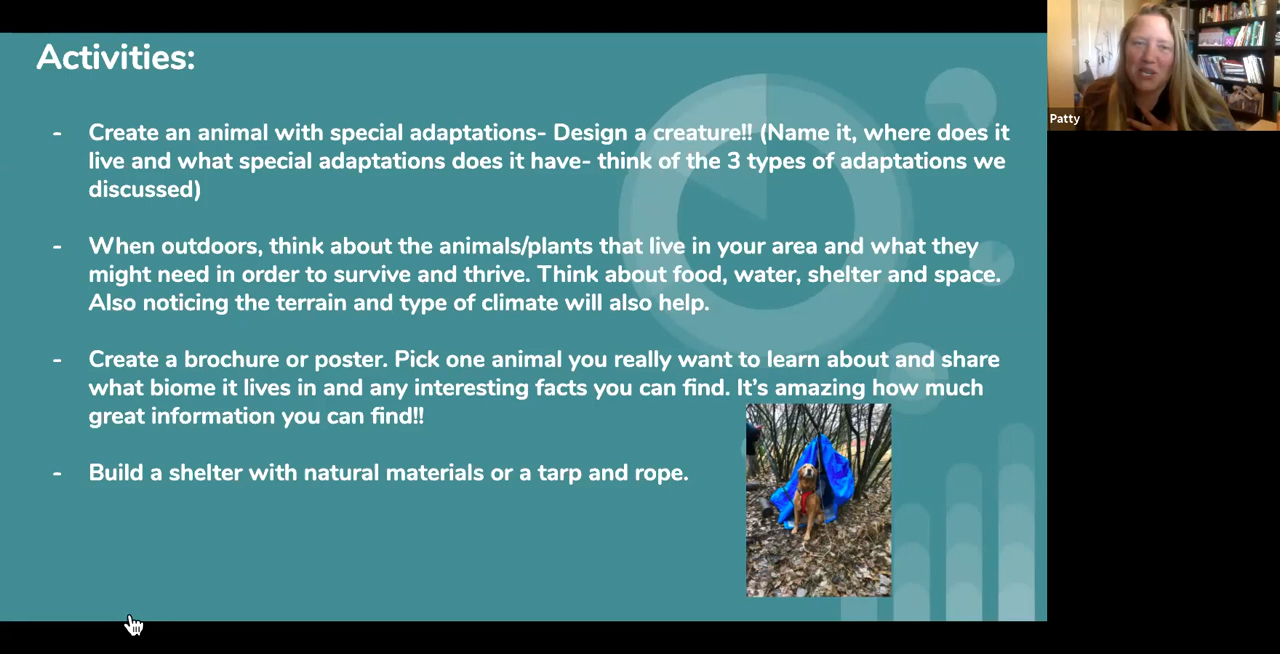 Activities:
- Create an animal with special adaptations- Design a creature!! (Name it, where does it
live and what special adaptations does it have- think of the 3 types of adaptations we
discussed)
- When outdoors, think about the animals/plants that live in your area and what they
might need in order to survive and thrive. Think about food, water, shelter and space.
Also noticing the terrain and type of climate will also help.
- Create a brochure or poster. Pick one animal you really want to learn about and share
what biome it lives in and any interesting facts you can find. It's amazing how much
great information you can find!!
- Build a shelter with natural materials or a tarp and rope.
Patty